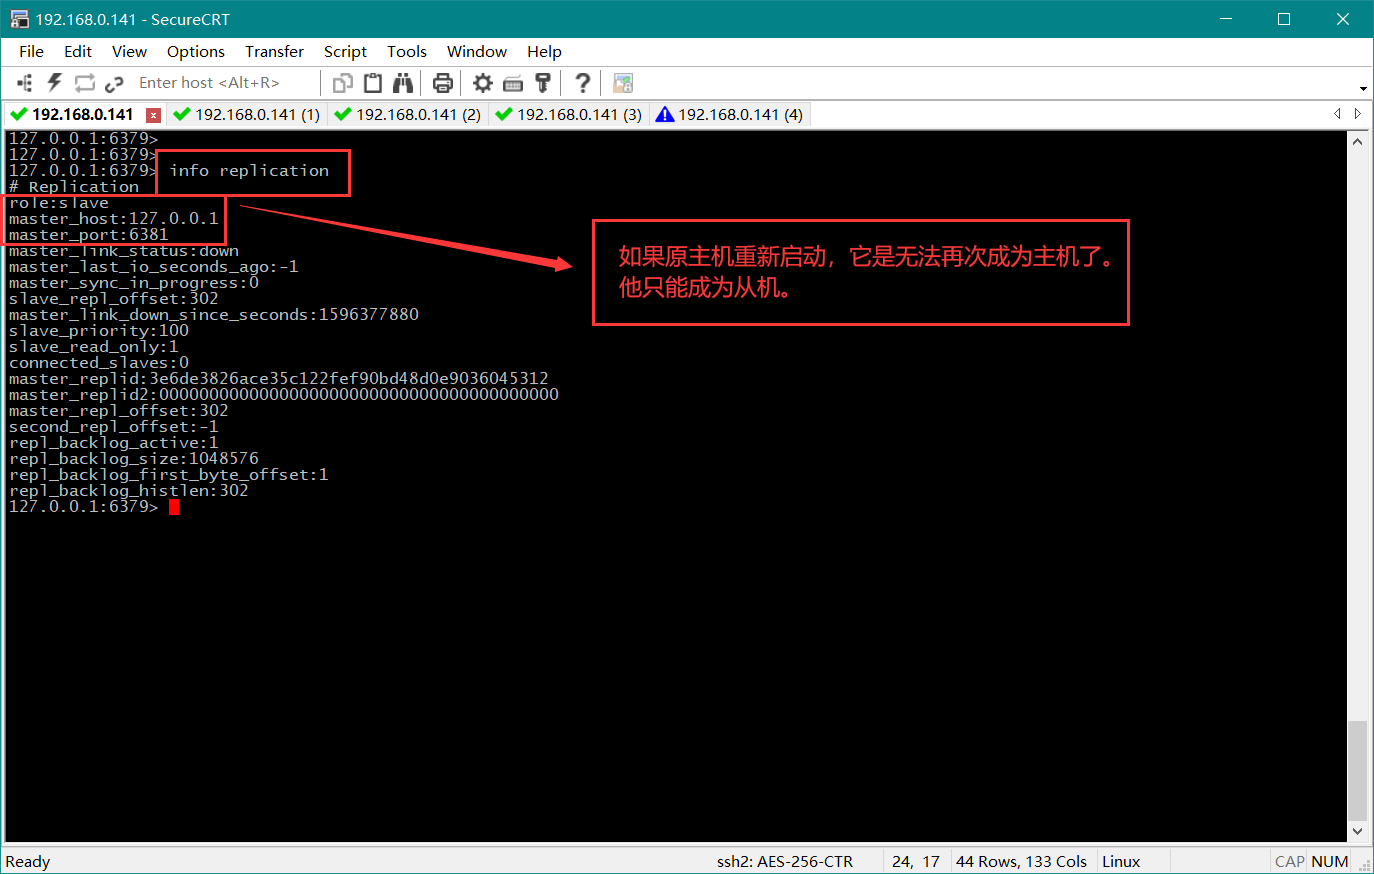 192.168.0.141 - SecureCRT
File Edit View Options Transfer Script Tools Window Help
Enter host <Alt+R>
192.168.0.141 192.168.0.141 (1) 192.168.0.141 (2) 192.168.0.141 (3) 192.168.0.141 (4)
127.0.0.1:6379>
127.0.0.1:6379>
127.0.0.1:6379> info replication
# Replication
role:slave
master_host:127.0.0.1
master_port:6381
master_link_status:down
master_last_io_seconds_ago:-1
master_sync_in_progress:0
slave_repl_offset:302
master_link_down_since_seconds:1596377880
slave_priority:100
slave_read_only:1
connected_slaves:0
master_replid:3e6de3826ace35c122fef90bd48d0e9036045312
master_replid2:0000000000000000000000000000000000000000
master_repl_offset:302
second_repl_offset:-1
repl_backlog_active:1
repl_backlog_size:1048576
repl_backlog_first_byte_offset:1
repl_backlog_histlen:302
127.0.0.1:6379>
如果原主机重新启动，它是无法再次成为主机了。
他只能成为从机。
Ready ssh2: AES-256-CTR 24, 17 44 Rows, 133 Cols Linux CAP NUM